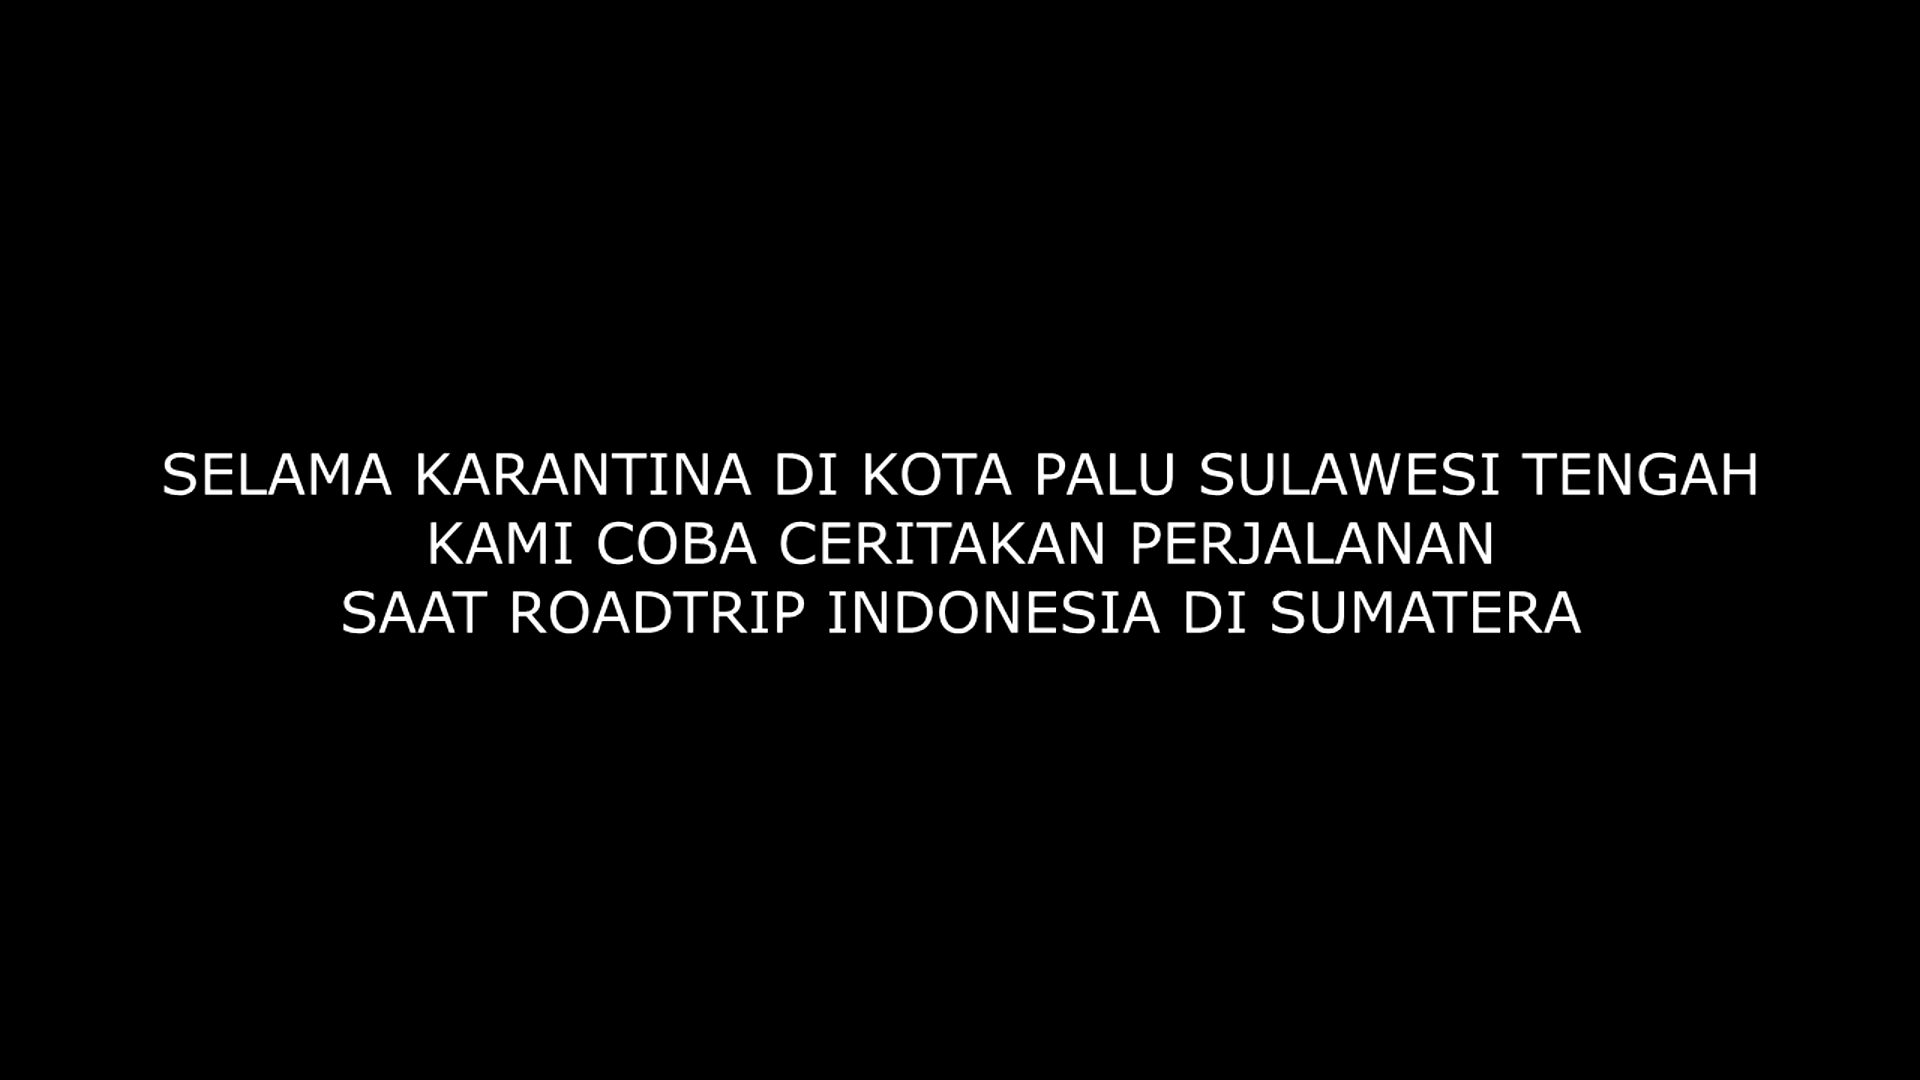 SELAMA KARANTINA DI KOTA PALU SULAWESI TENGAH
KAMI COBA CERITAKAN PERJALANAN
SAAT ROADTRIP INDONESIA DI SUMATERA